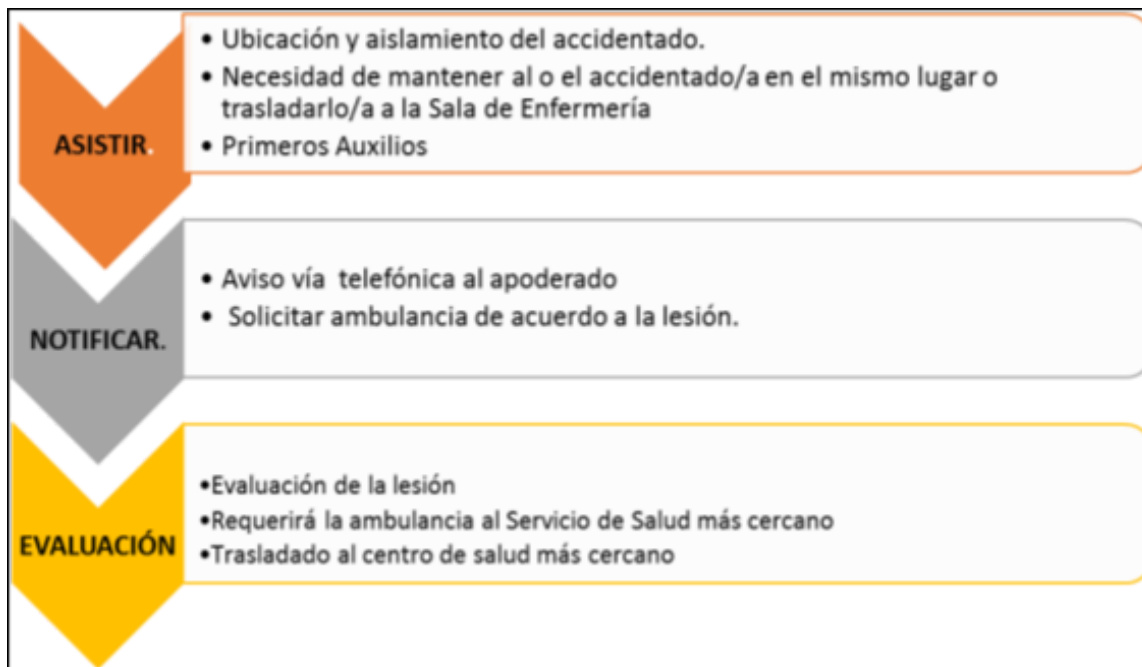 ASISTIR.
• Ubicación y aislamiento del accidentado.
• Necesidad de mantener al o el accidentado/a en el mismo lugar o
trasladarlo/a a la Sala de Enfermería
• Primeros Auxilios
NOTIFICAR.
• Aviso vía telefónica al apoderado
• Solicitar ambulancia de acuerdo a la lesión.
EVALUACIÓN
•Evaluación de la lesión
•Requerirá la ambulancia al Servicio de Salud más cercano
•Trasladado al centro de salud más cercano